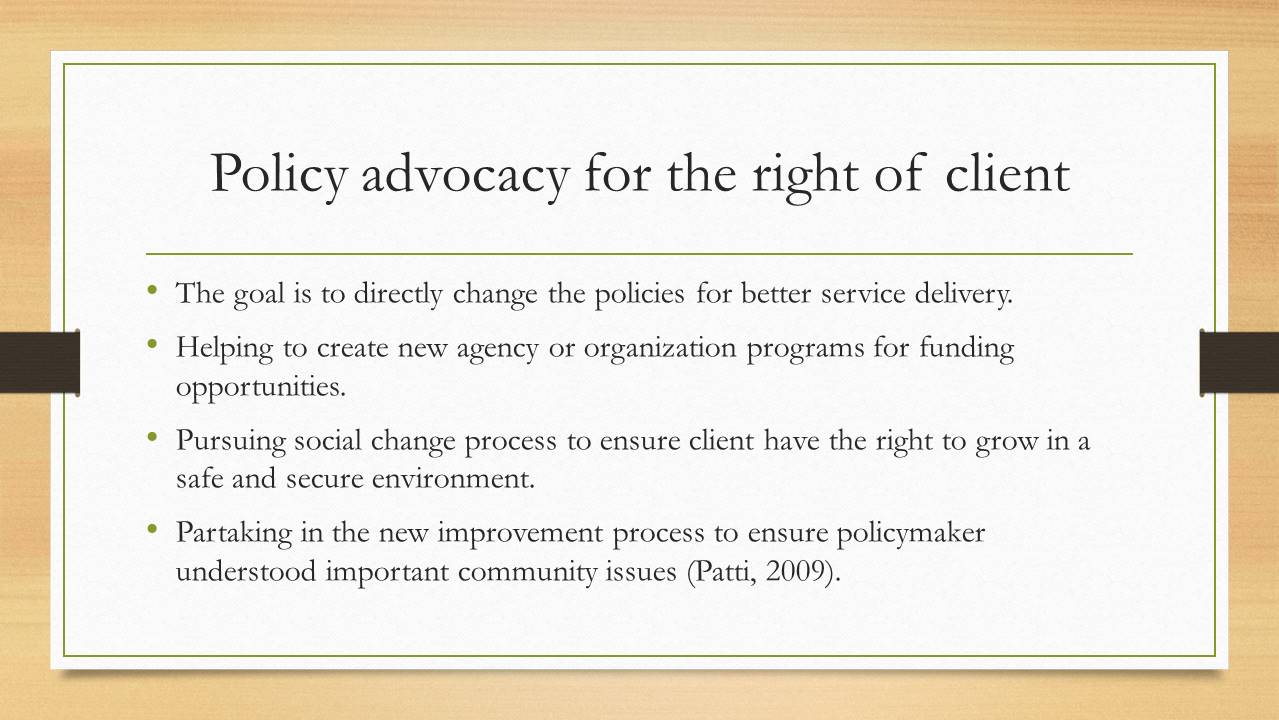 Policy advocacy for the right of client
• The goal is to directly change the policies for better service delivery.
• Helping to create new agency or organization programs for funding
opportunities.
• Pursuing social change process to ensure client have the right to grow in a
safe and secure environment.
• Partaking in the new improvement process to ensure policymaker
understood important community issues (Patti, 2009).